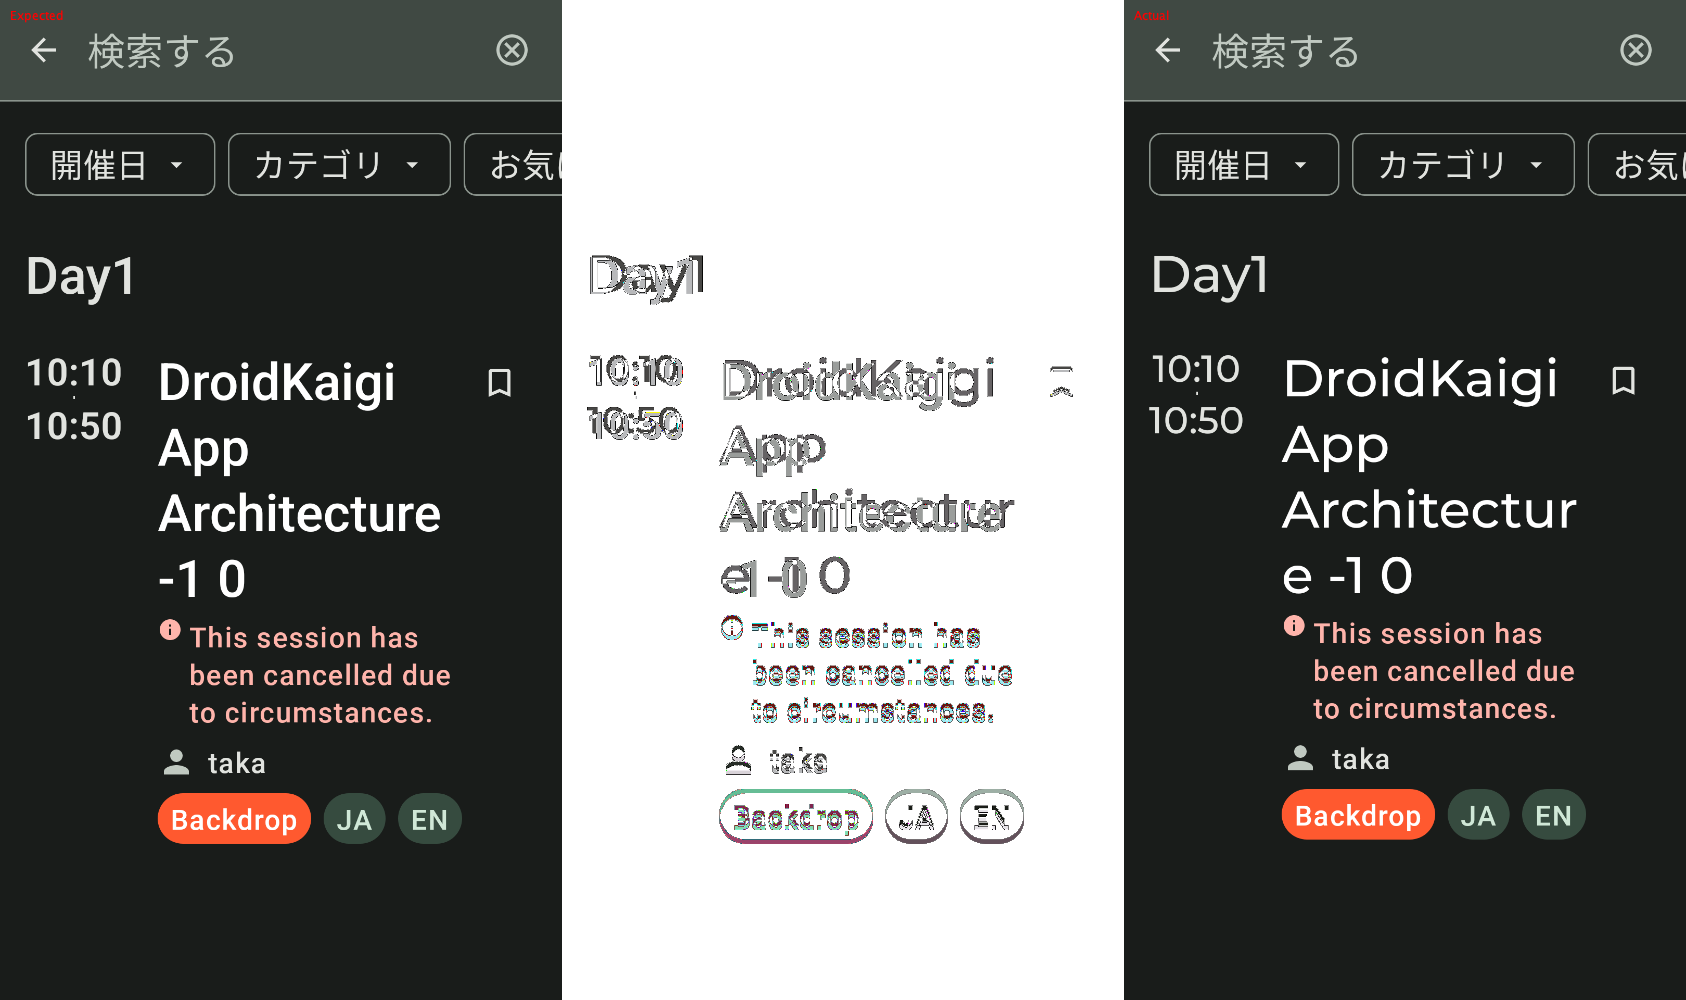 Expected
検索する
開催日
カテゴリ
お気に
Day1
10:10
10:50
DroidKaigi
App
Architecture
-1 0
This session has
been cancelled due
to circumstances.
taka
Backdrop
JA
EN
Day1
10:10
10:50
DroidKaigi
App
Architectur
e -1 0
This session has
been cancelled due
to circumstances.
taka
Backdrop
JA
EN
Actual
検索する
開催日
カテゴリ
お気に
Day1
10:10
10:50
DroidKaigi
App
Architectur
e -1 0
This session has
been cancelled due
to circumstances.
taka
Backdrop
JA
EN